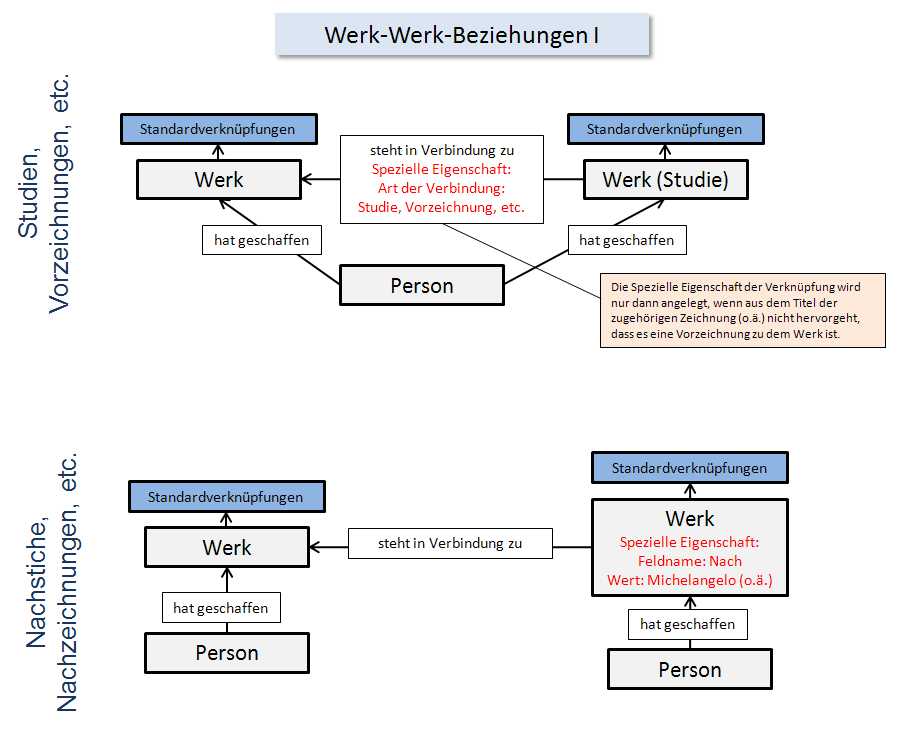 Werk-Werk-Beziehungen I
Studien,
Vorzeichnungen, etc.
Standardverknüpfungen
Werk
steht in Verbindung zu
Spezielle Eigenschaft:
Art der Verbindung:
Studie, Vorzeichnung, etc.
Standardverknüpfungen
Werk (Studie)
hat geschaffen
hat geschaffen
Person
Die Spezielle Eigenschaft der Verknüpfung wird
nur dann angelegt, wenn aus dem Titel der
zugehörigen Zeichnung (o.ä.) nicht hervorgeht,
dass es eine Vorzeichnung zu dem Werk ist.
Nachstiche,
Nachzeichnungen, etc.
Standardverknüpfungen
Werk
steht in Verbindung zu
Standardverknüpfungen
Werk
Spezielle Eigenschaft:
Feldname: Nach
Wert: Michelangelo (o.ä.)
hat geschaffen
hat geschaffen
Person
Person